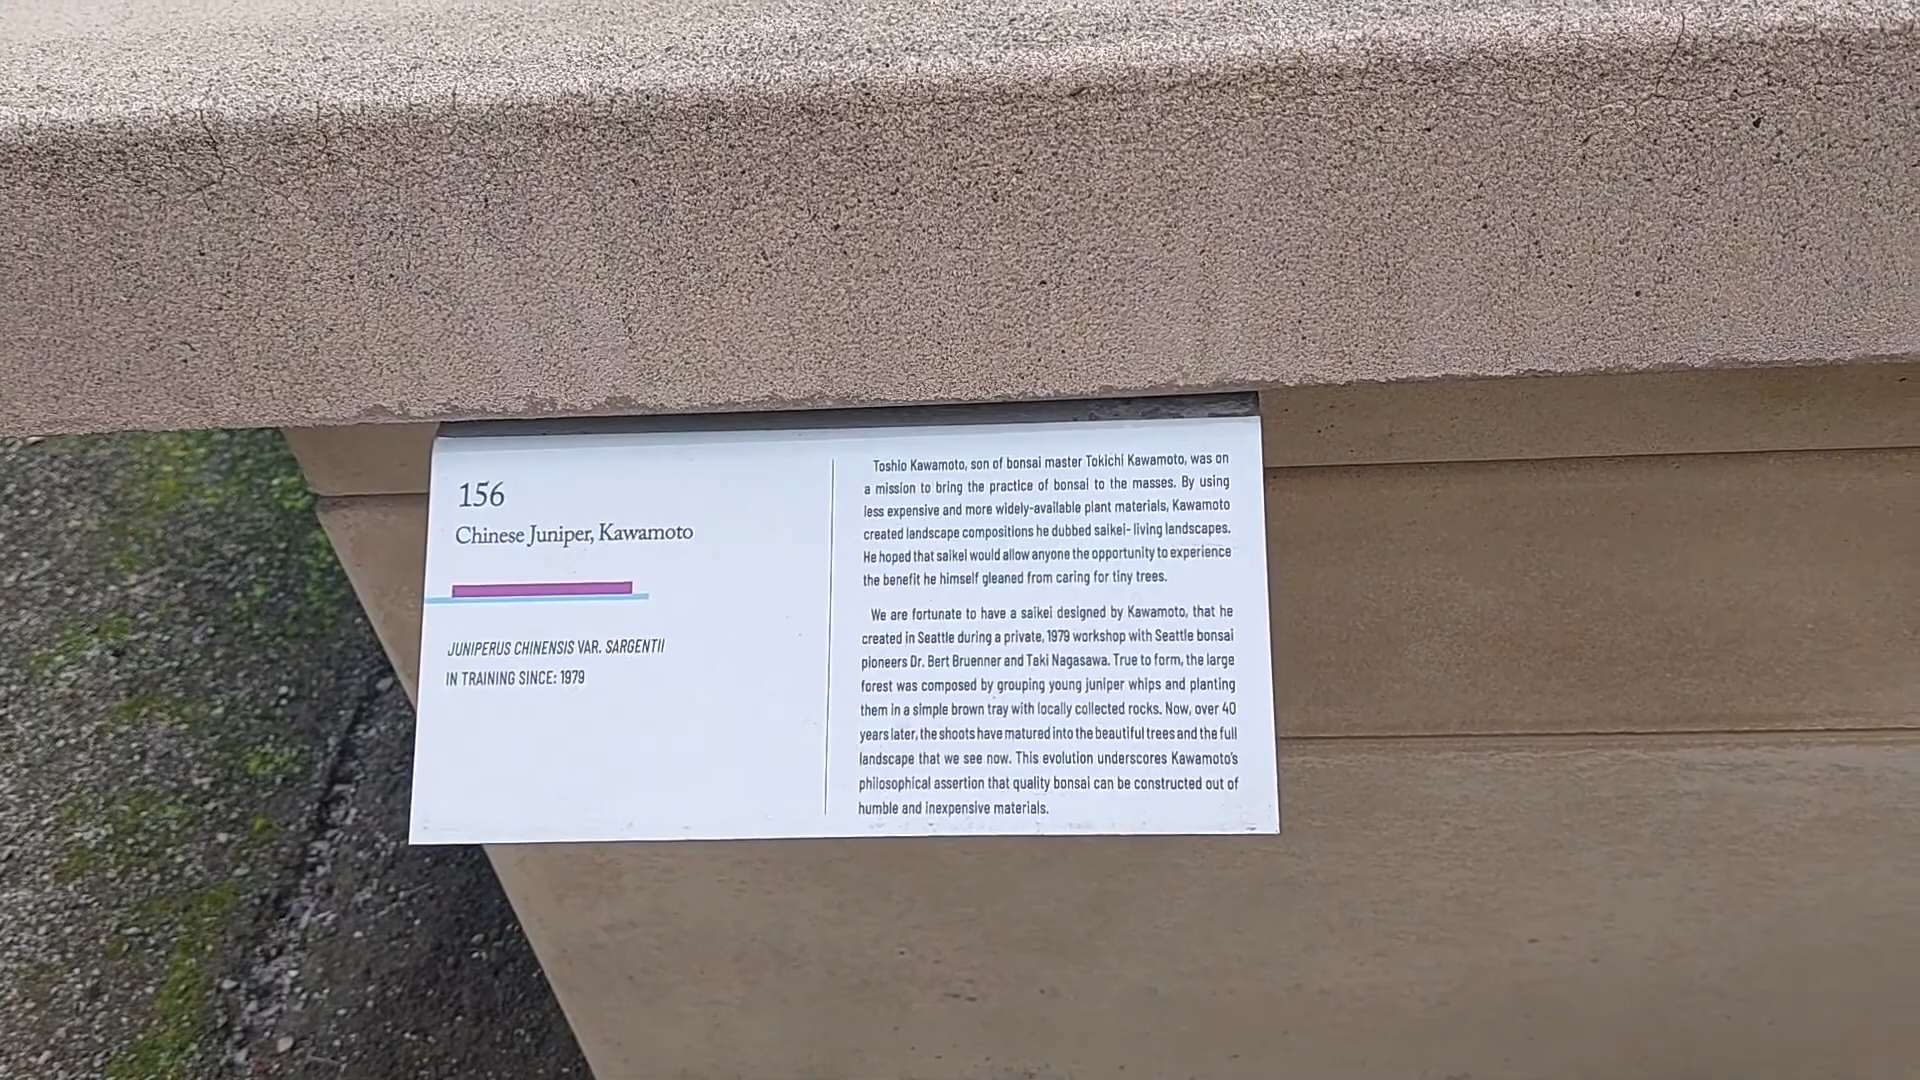 156
Chinese Juniper, Kawamoto
JUNIPERUS CHINENSIS VAR. SARGENTII
IN TRAINING SINCE: 1979
Toshio Kawamoto, son of bonsai master Tokichi Kawamoto, was on
a mission to bring the practice of bonsai to the masses. By using
less expensive and more widely-available plant materials, Kawamoto
created landscape compositions he dubbed saikei- living landscapes.
He hoped that saikei would allow anyone the opportunity to experience
the benefit he himself gleaned from caring for tiny trees.
We are fortunate to have a saikei designed by Kawamoto, that he
created in Seattle during a private, 1979 workshop with Seattle bonsai
pioneers Dr. Bert Bruenner and Taki Nagasawa. True to form, the large
forest was composed by grouping young juniper whips and planting
them in a simple brown tray with locally collected rocks. Now, over 40
years later, the shoots have matured into the beautiful trees and the full
landscape that we see now. This evolution underscores Kawamoto's
philosophical assertion that quality bonsai can be constructed out of
humble and inexpensive materials.